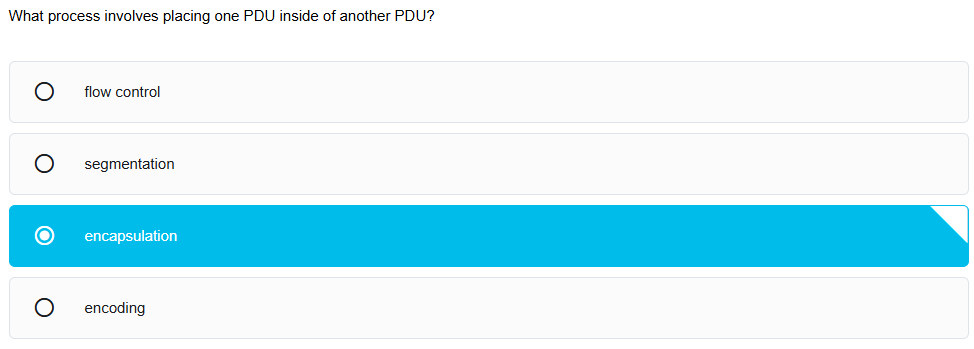 What process involves placing one PDU inside of another PDU?
flow control
segmentation
encapsulation
encoding